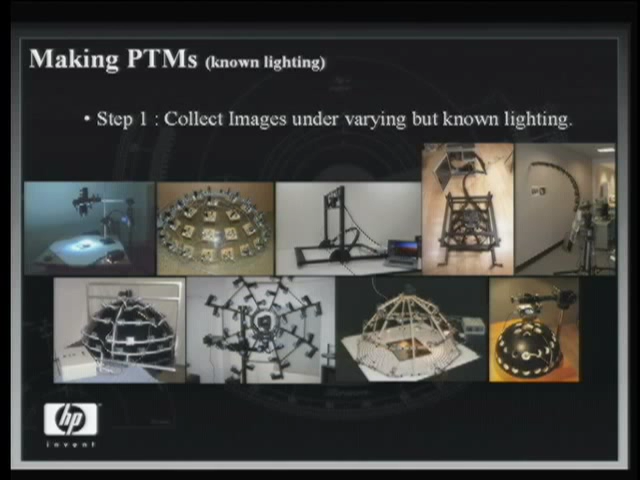 Making PTMs (known lighting)
• Step 1 : Collect Images under varying but known lighting.
hp
invent